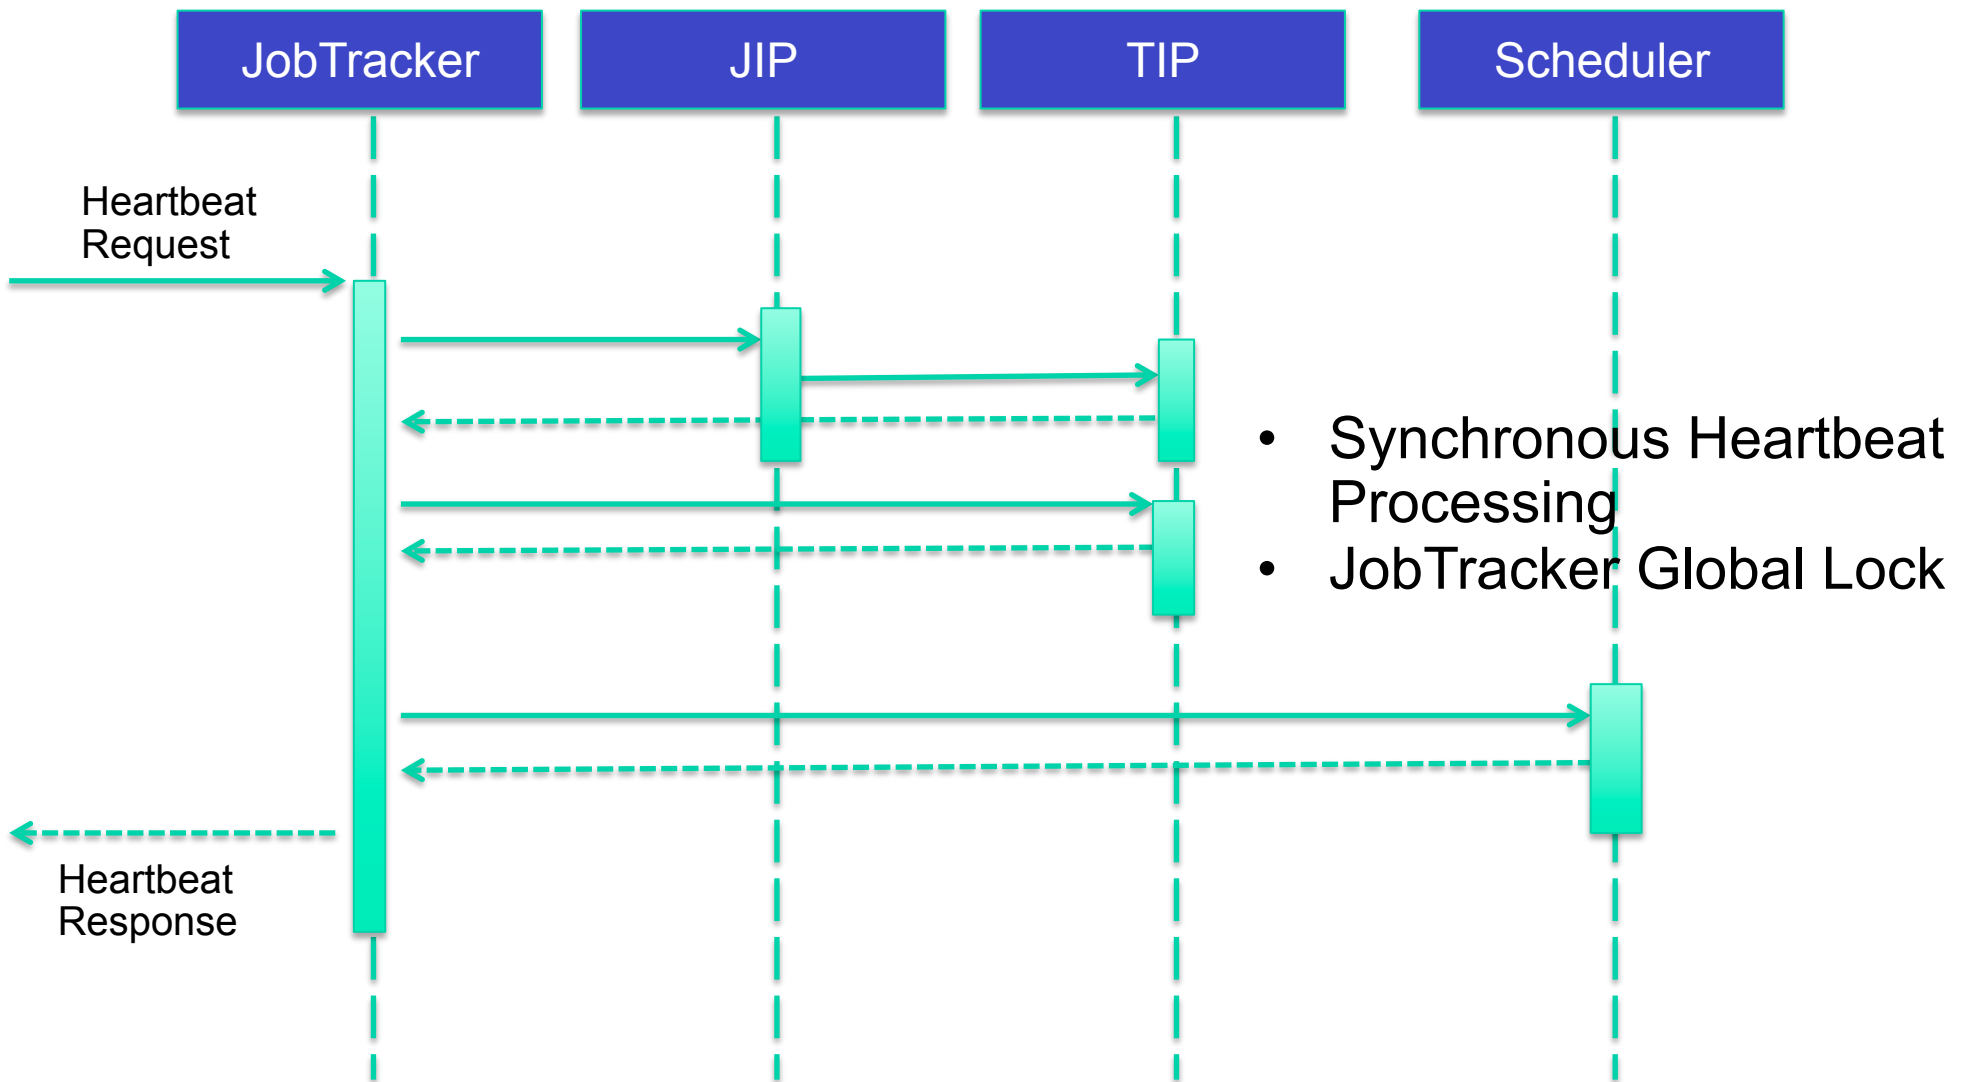 JobTracker
JIP
TIP
Scheduler
Heartbeat
Request
• Synchronous Heartbeat
Processing
• JobTracker Global Lock
Heartbeat
Response